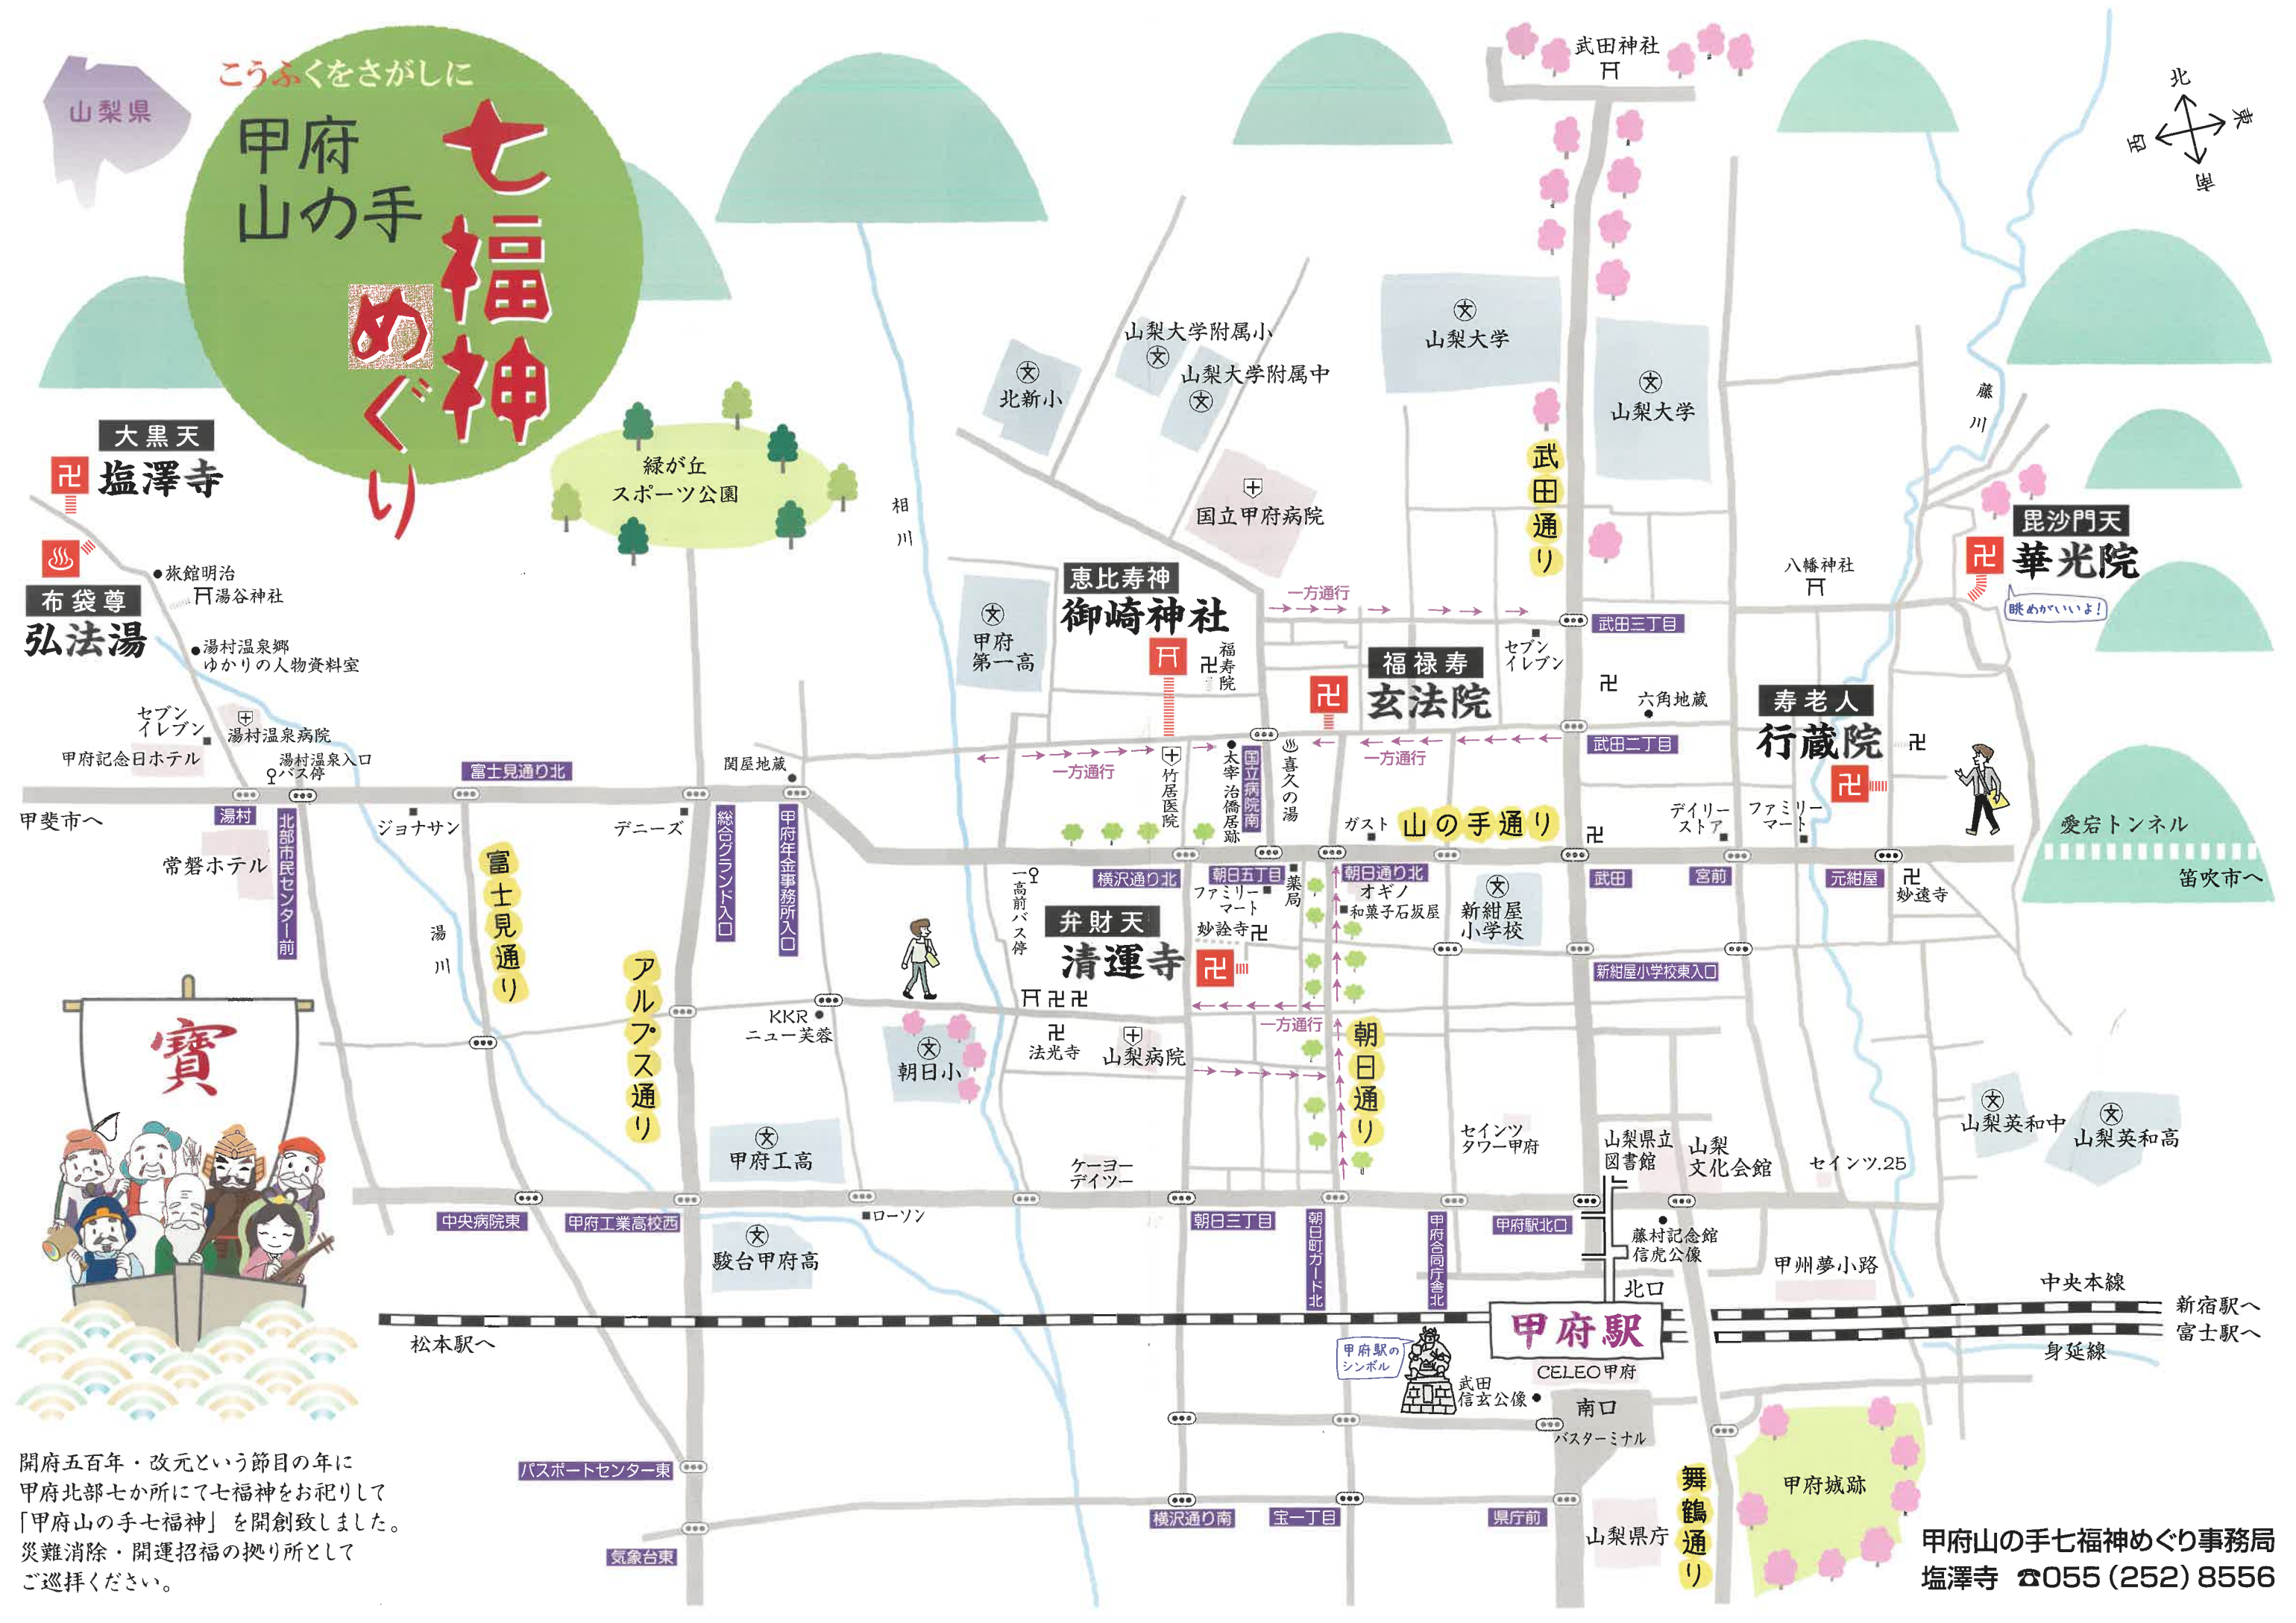 こうふくをさがしに
甲府
山の手
七福神
めぐり
山梨県
北
東
西
南
武田神社
山梨大学
山梨大学
山梨大学附属小
山梨大学附属中
北新小
国立甲府病院
緑が丘
スポーツ公園
相川
藤川
武田通り
大黒天
塩澤寺
布袋尊
弘法湯
旅館明治
湯谷神社
湯村温泉郷
ゆかりの人物資料室
セブン
イレブン
湯村温泉病院
甲府記念日ホテル
湯村温泉入口
バス停
甲府
第一高
恵比寿神
御崎神社
福寿院
一方通行
セブン
イレブン
武田三丁目
福禄寿
玄法院
六角地蔵
武田二丁目
八幡神社
毘沙門天
華光院
眺めがいいよ!
寿老人
行蔵院
富士見通り北
関屋地蔵
一方通行
竹居医院
太宰治僑居跡
国立病院南
喜久の湯
一方通行
甲斐市へ
湯村
北部市民センター前
常磐ホテル
ジョナサン
デニーズ
総合グランド入口
甲府年金事務所入口
ガスト
山の手通り
デイリー
ストア
ファミリー
マート
愛宕トンネル
笛吹市へ
富士見通り
湯川
アルプス通り
一高前バス停
横沢通り北
朝日五丁目
ファミリー
マート
薬局
朝日通り北
オギノ
和菓子石坂屋
新紺屋
小学校
武田
宮前
元紺屋
妙遠寺
弁財天
清運寺
妙詮寺
新紺屋小学校東入口
KKR
ニュー芙蓉
朝日小
法光寺
山梨病院
一方通行
朝日通り
寶
山梨英和中
山梨英和高
甲府工高
ケーヨー
デイツー
セインツ
タワー甲府
山梨県立
図書館
山梨
文化会館
セインツ.25
中央病院東
甲府工業高校西
ローソン
朝日三丁目
朝日町ガード北
甲府合同庁舎北
甲府駅北口
藤村記念館
信虎公像
駿台甲府高
甲州夢小路
北口
中央本線
新宿駅へ
富士駅へ
身延線
松本駅へ
甲府駅
甲府駅の
シンボル
CELEO甲府
武田
信玄公像
南口
バスターミナル
パスポートセンター東
気象台東
横沢通り南
宝一丁目
県庁前
山梨県庁
舞鶴通り
甲府城跡
開府五百年・改元という節目の年に
甲府北部七か所にて七福神をお祀りして
「甲府山の手七福神」を開創致しました。
災難消除・開運招福の拠り所として
ご巡拝ください。
甲府山の手七福神めぐり事務局
塩澤寺 ☎055(252)8556